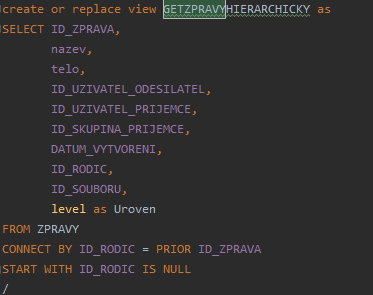 create or replace view GETZPRAVYHIERARCHICKY as
SELECT ID_ZPRAVA,
nazev,
telo,
ID_UZIVATEL_ODESILATEL,
ID_UZIVATEL_PRIJEMCE,
ID_SKUPINA_PRIJEMCE,
DATUM_VYTVORENI,
ID_RODIC,
ID_SOUBORU,
level as Uroven
FROM ZPRAVY
CONNECT BY ID_RODIC = PRIOR ID_ZPRAVA
START WITH ID_RODIC IS NULL
/